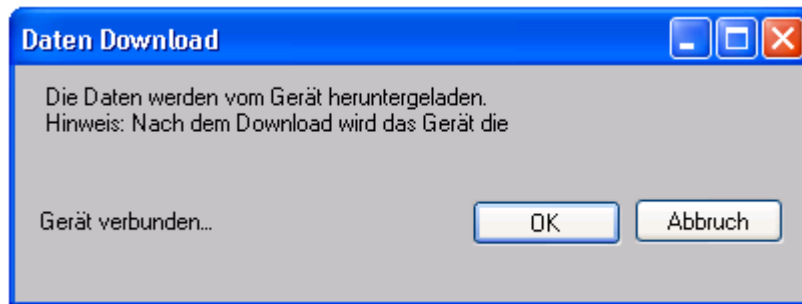 Daten Download
Die Daten werden vom Gerät heruntergeladen.
Hinweis: Nach dem Download wird das Gerät die
Gerät verbunden...
OK
Abbruch